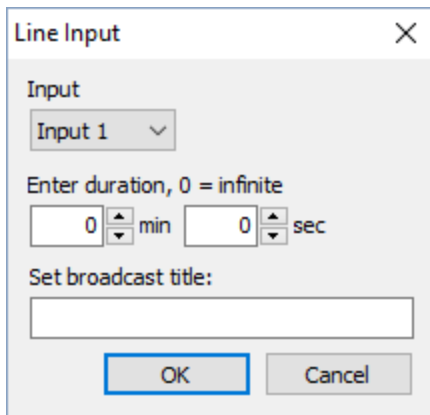 Line Input
Input
Input 1
Enter duration, 0 = infinite
0 min 0 sec
Set broadcast title:
OK Cancel